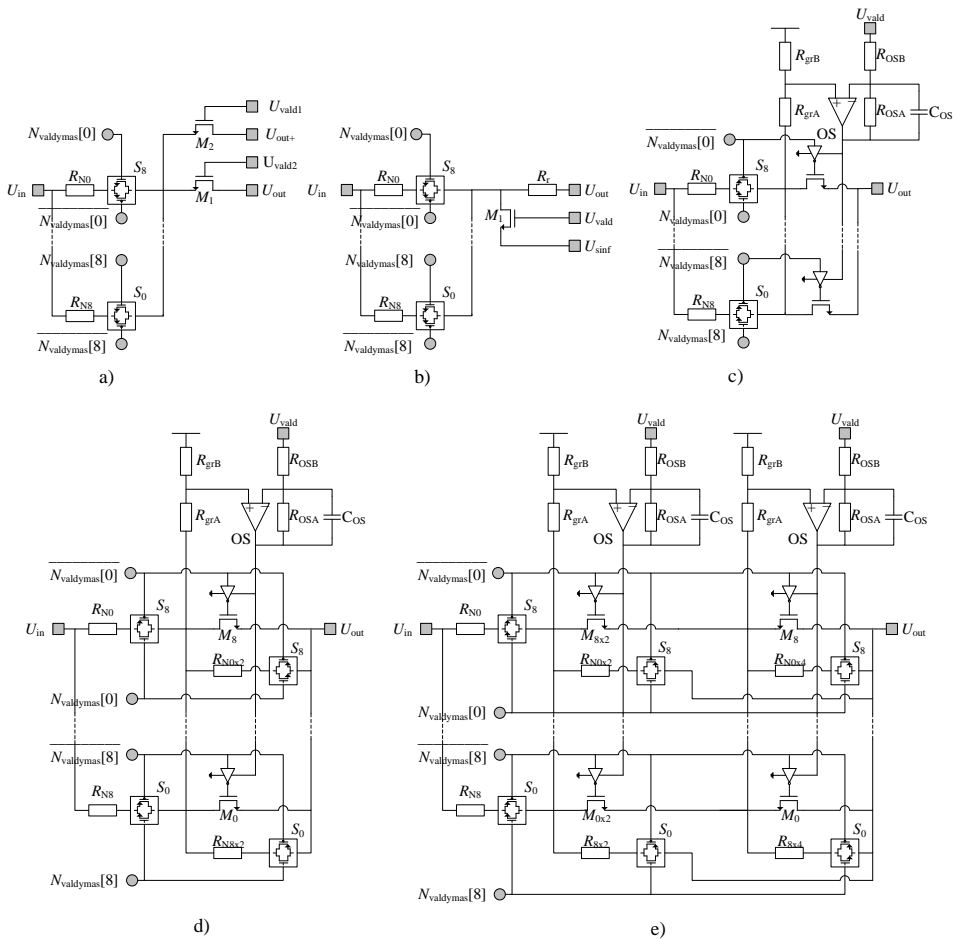 U_vald1
N_valdymas[0]
U_out+
M_2
S_8
U_vald2
U_in
R_N0
M_1
U_out
N_valdymas[0]
N_valdymas[8]
S_0
R_N8
N_valdymas[8]
a)
N_valdymas[0]
S_8
U_in
R_N0
R_r
U_out
M_1
U_vald
N_valdymas[0]
U_sinf
N_valdymas[8]
S_0
R_N8
N_valdymas[8]
b)
U_vald
R_grB
R_OSB
+ −
R_grA
R_OSA
C_OS
OS
N_valdymas[0]
S_8
U_in
R_N0
U_out
N_valdymas[0]
N_valdymas[8]
S_0
R_N8
N_valdymas[8]
c)
U_vald
R_grB
R_OSB
+ −
R_grA
R_OSA
C_OS
OS
N_valdymas[0]
R_N0
S_8
U_in
M_8
U_out
R_N0x2
S_8
N_valdymas[0]
N_valdymas[8]
R_N8
S_0
M_0
R_N8x2
S_0
N_valdymas[8]
d)
U_vald
U_vald
R_grB
R_OSB
R_grB
R_OSB
+ −
+ −
R_grA
R_OSA
C_OS
R_grA
R_OSA
C_OS
OS
OS
N_valdymas[0]
R_N0
S_8
U_in
M_8x2
M_8
U_out
R_N0x2
S_8
R_N0x4
S_8
N_valdymas[0]
N_valdymas[8]
R_N8
S_0
M_0x2
M_0
R_8x2
S_0
R_8x4
S_0
N_valdymas[8]
e)